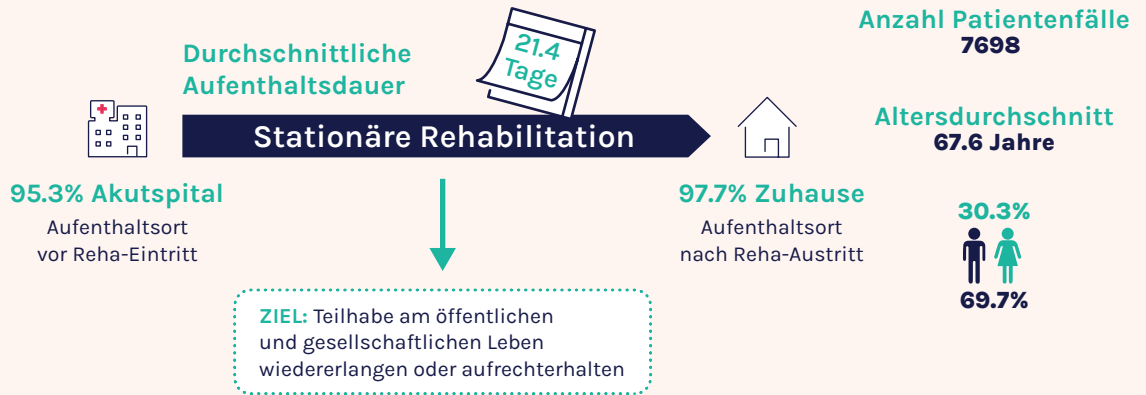 Anzahl Patientenfälle
7698
Durchschnittliche
Aufenthaltsdauer
21.4
Tage
Stationäre Rehabilitation
Altersdurchschnitt
67.6 Jahre
95.3% Akutspital
Aufenthaltsort
vor Reha-Eintritt
97.7% Zuhause
Aufenthaltsort
nach Reha-Austritt
30.3%
69.7%
ZIEL: Teilhabe am öffentlichen
und gesellschaftlichen Leben
wiedererlangen oder aufrechterhalten